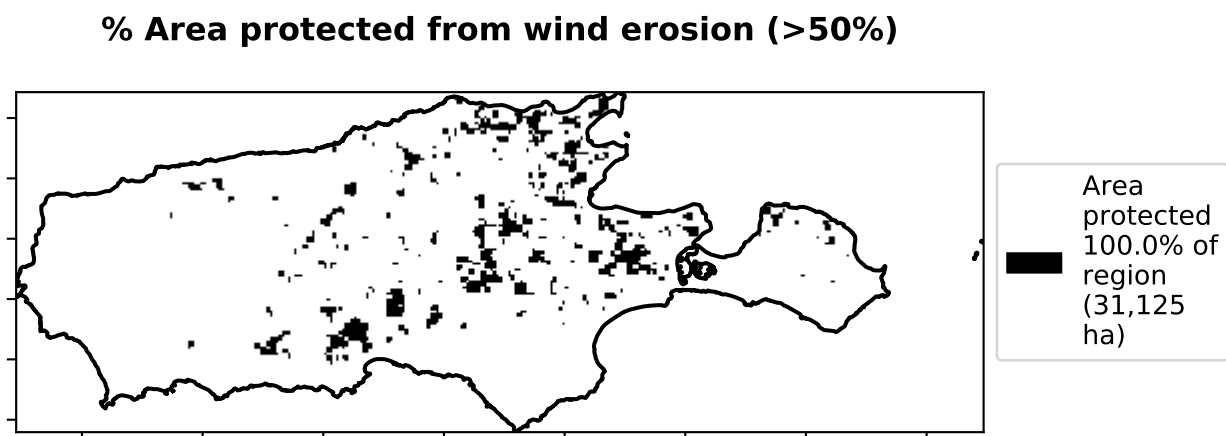 % Area protected from wind erosion (>50%)
Area
protected
100.0% of
region
(31,125
ha)